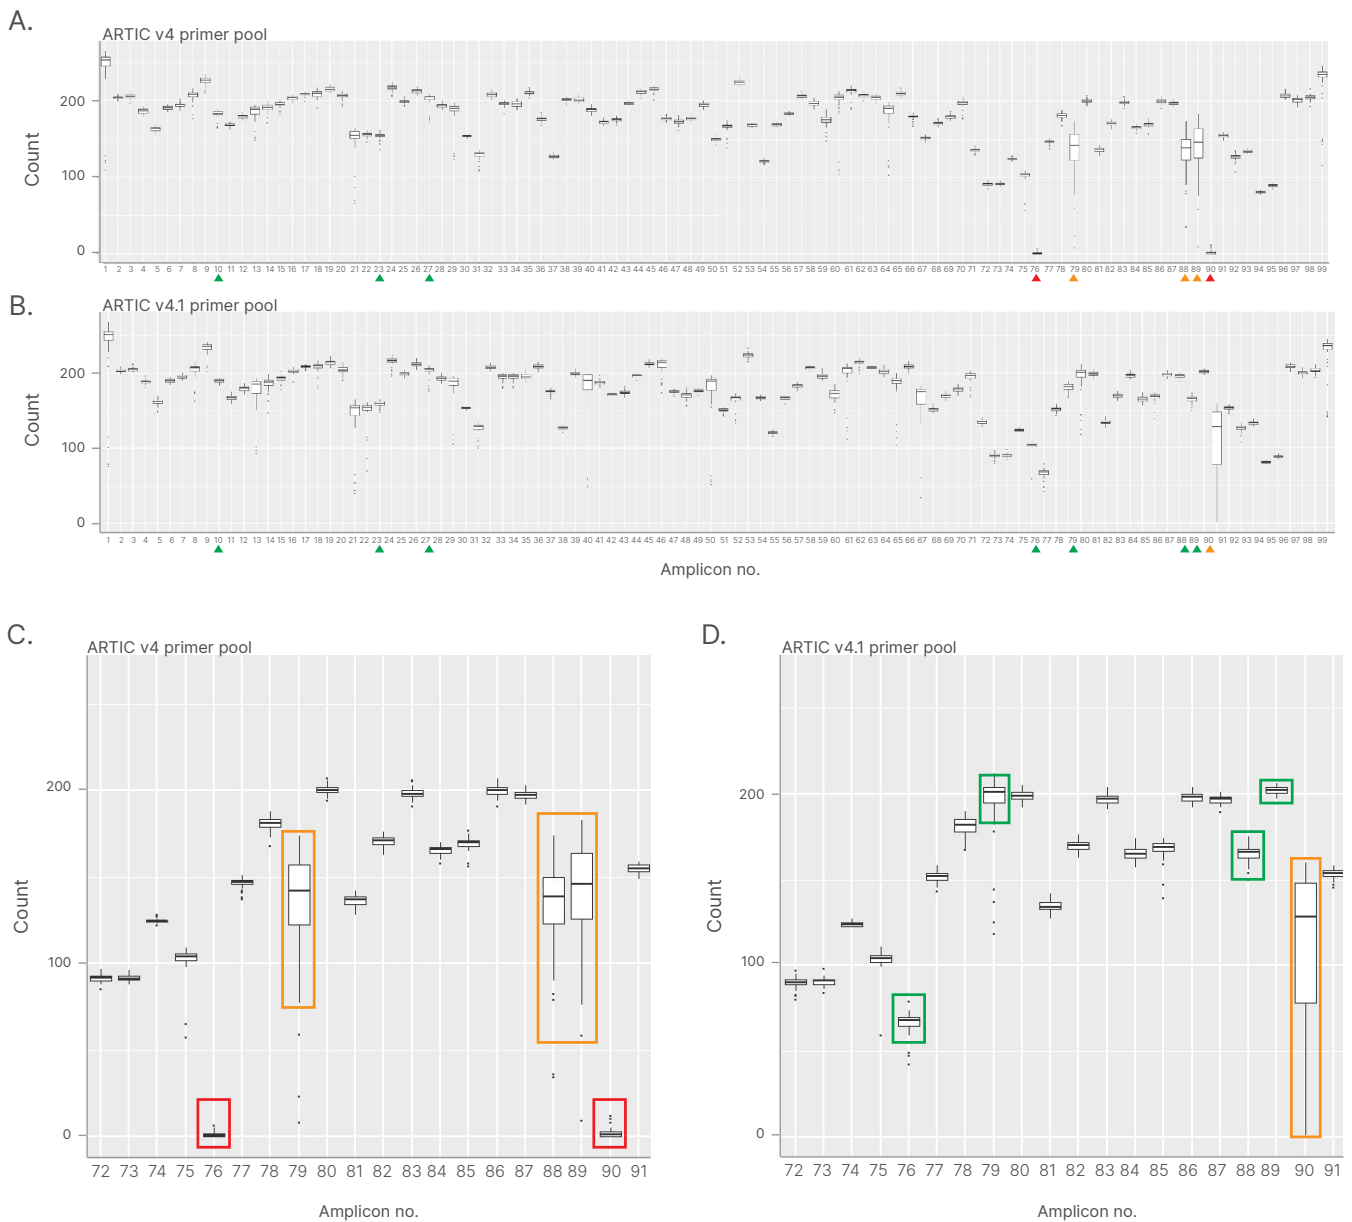 A.
ARTIC v4 primer pool
Count
200
100
0
1 2 3 4 5 6 7 8 9 10 11 12 13 14 15 16 17 18 19 20 21 22 23 24 25 26 27 28 29 30 31 32 33 34 35 36 37 38 39 40 41 42 43 44 45 46 47 48 49 50 51 52 53 54 55 56 57 58 59 60 61 62 63 64 65 66 67 68 69 70 71 72 73 74 75 76 77 78 79 80 81 82 83 84 85 86 87 88 89 90 91 92 93 94 95 96 97 98 99
B.
ARTIC v4.1 primer pool
Count
200
100
0
1 2 3 4 5 6 7 8 9 10 11 12 13 14 15 16 17 18 19 20 21 22 23 24 25 26 27 28 29 30 31 32 33 34 35 36 37 38 39 40 41 42 43 44 45 46 47 48 49 50 51 52 53 54 55 56 57 58 59 60 61 62 63 64 65 66 67 68 69 70 71 72 73 74 75 76 77 78 79 80 81 82 83 84 85 86 87 88 89 90 91 92 93 94 95 96 97 98 99
Amplicon no.
C.
ARTIC v4 primer pool
Count
200
100
0
72 73 74 75 76 77 78 79 80 81 82 83 84 85 86 87 88 89 90 91
Amplicon no.
D.
ARTIC v4.1 primer pool
Count
200
100
0
72 73 74 75 76 77 78 79 80 81 82 83 84 85 86 87 88 89 90 91
Amplicon no.